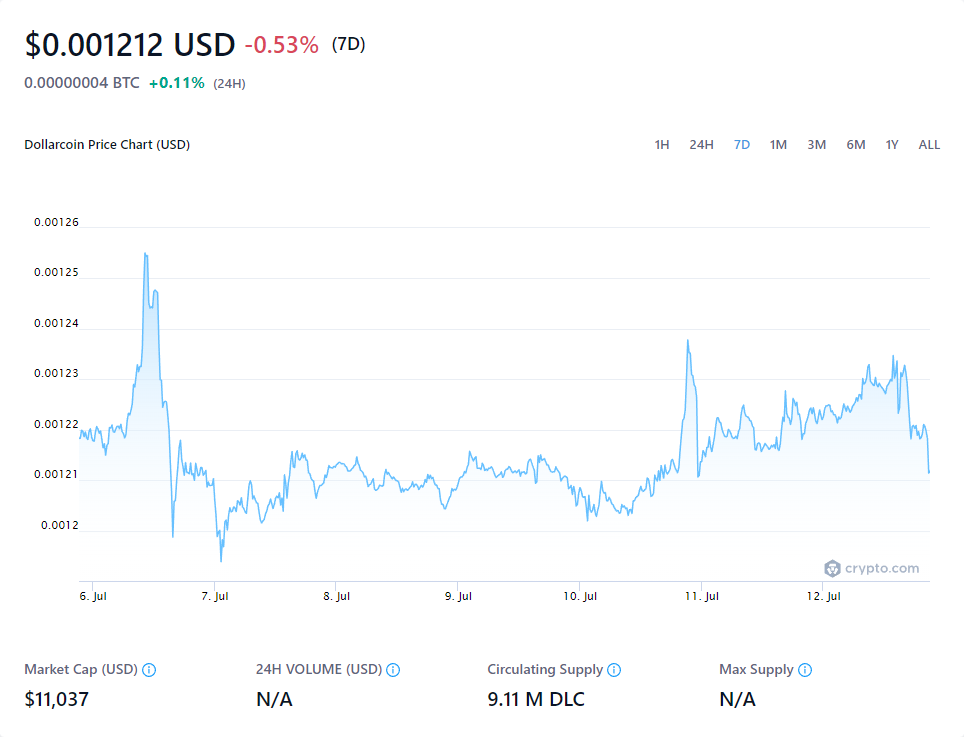 $0.001212 USD -0.53% (7D)
0.00000004 BTC +0.11% (24H)
Dollarcoin Price Chart (USD) 1H 24H 7D 1M 3M 6M 1Y ALL
0.00126
0.00125
0.00124
0.00123
0.00122
0.00121
0.0012
crypto.com
6. Jul 7. Jul 8. Jul 9. Jul 10. Jul 11. Jul 12. Jul
Market Cap (USD) 24H VOLUME (USD) Circulating Supply Max Supply
$11,037 N/A 9.11 M DLC N/A